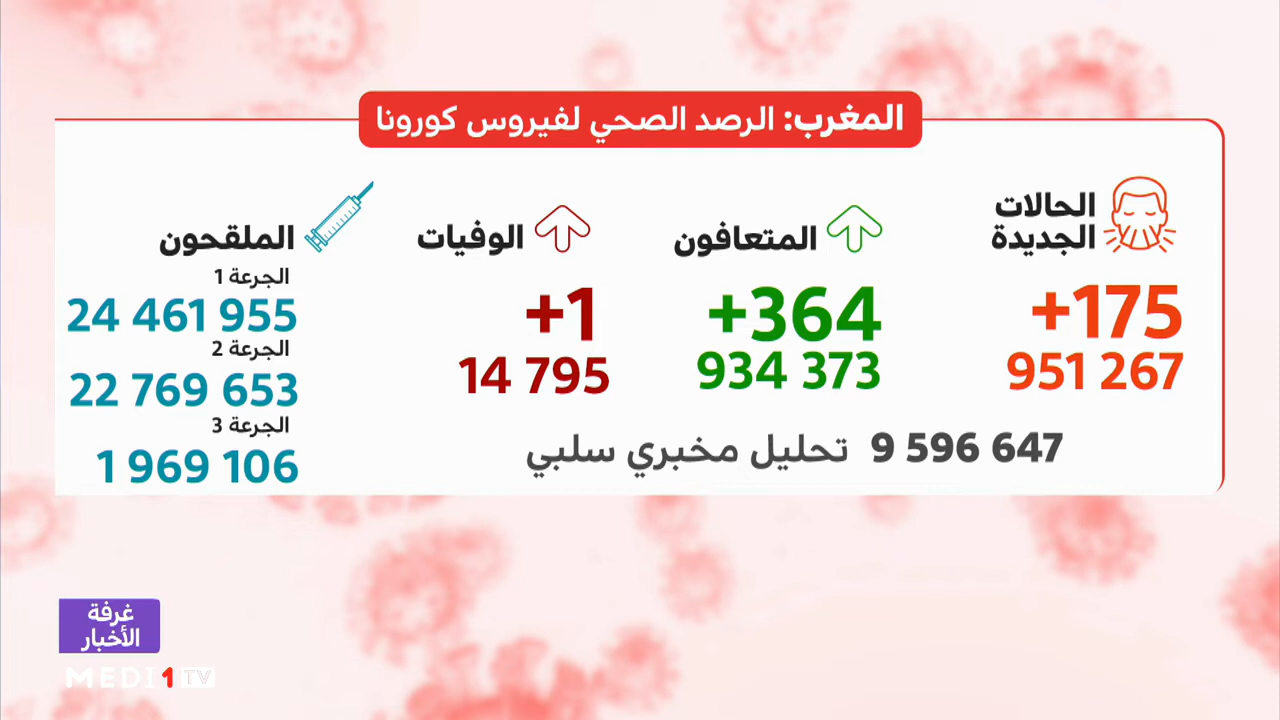 المغرب: الرصد الصحي لفيروس كورونا
الحالات
الجديدة
+175
951 267
المتعافون
+364
934 373
الوفيات
+1
14 795
الملقحون
الجرعة 1
24 461 955
الجرعة 2
22 769 653
الجرعة 3
1 969 106
9 596 647 تحليل مخبري سلبي
غرفة
الأخبار
MEDI1TV